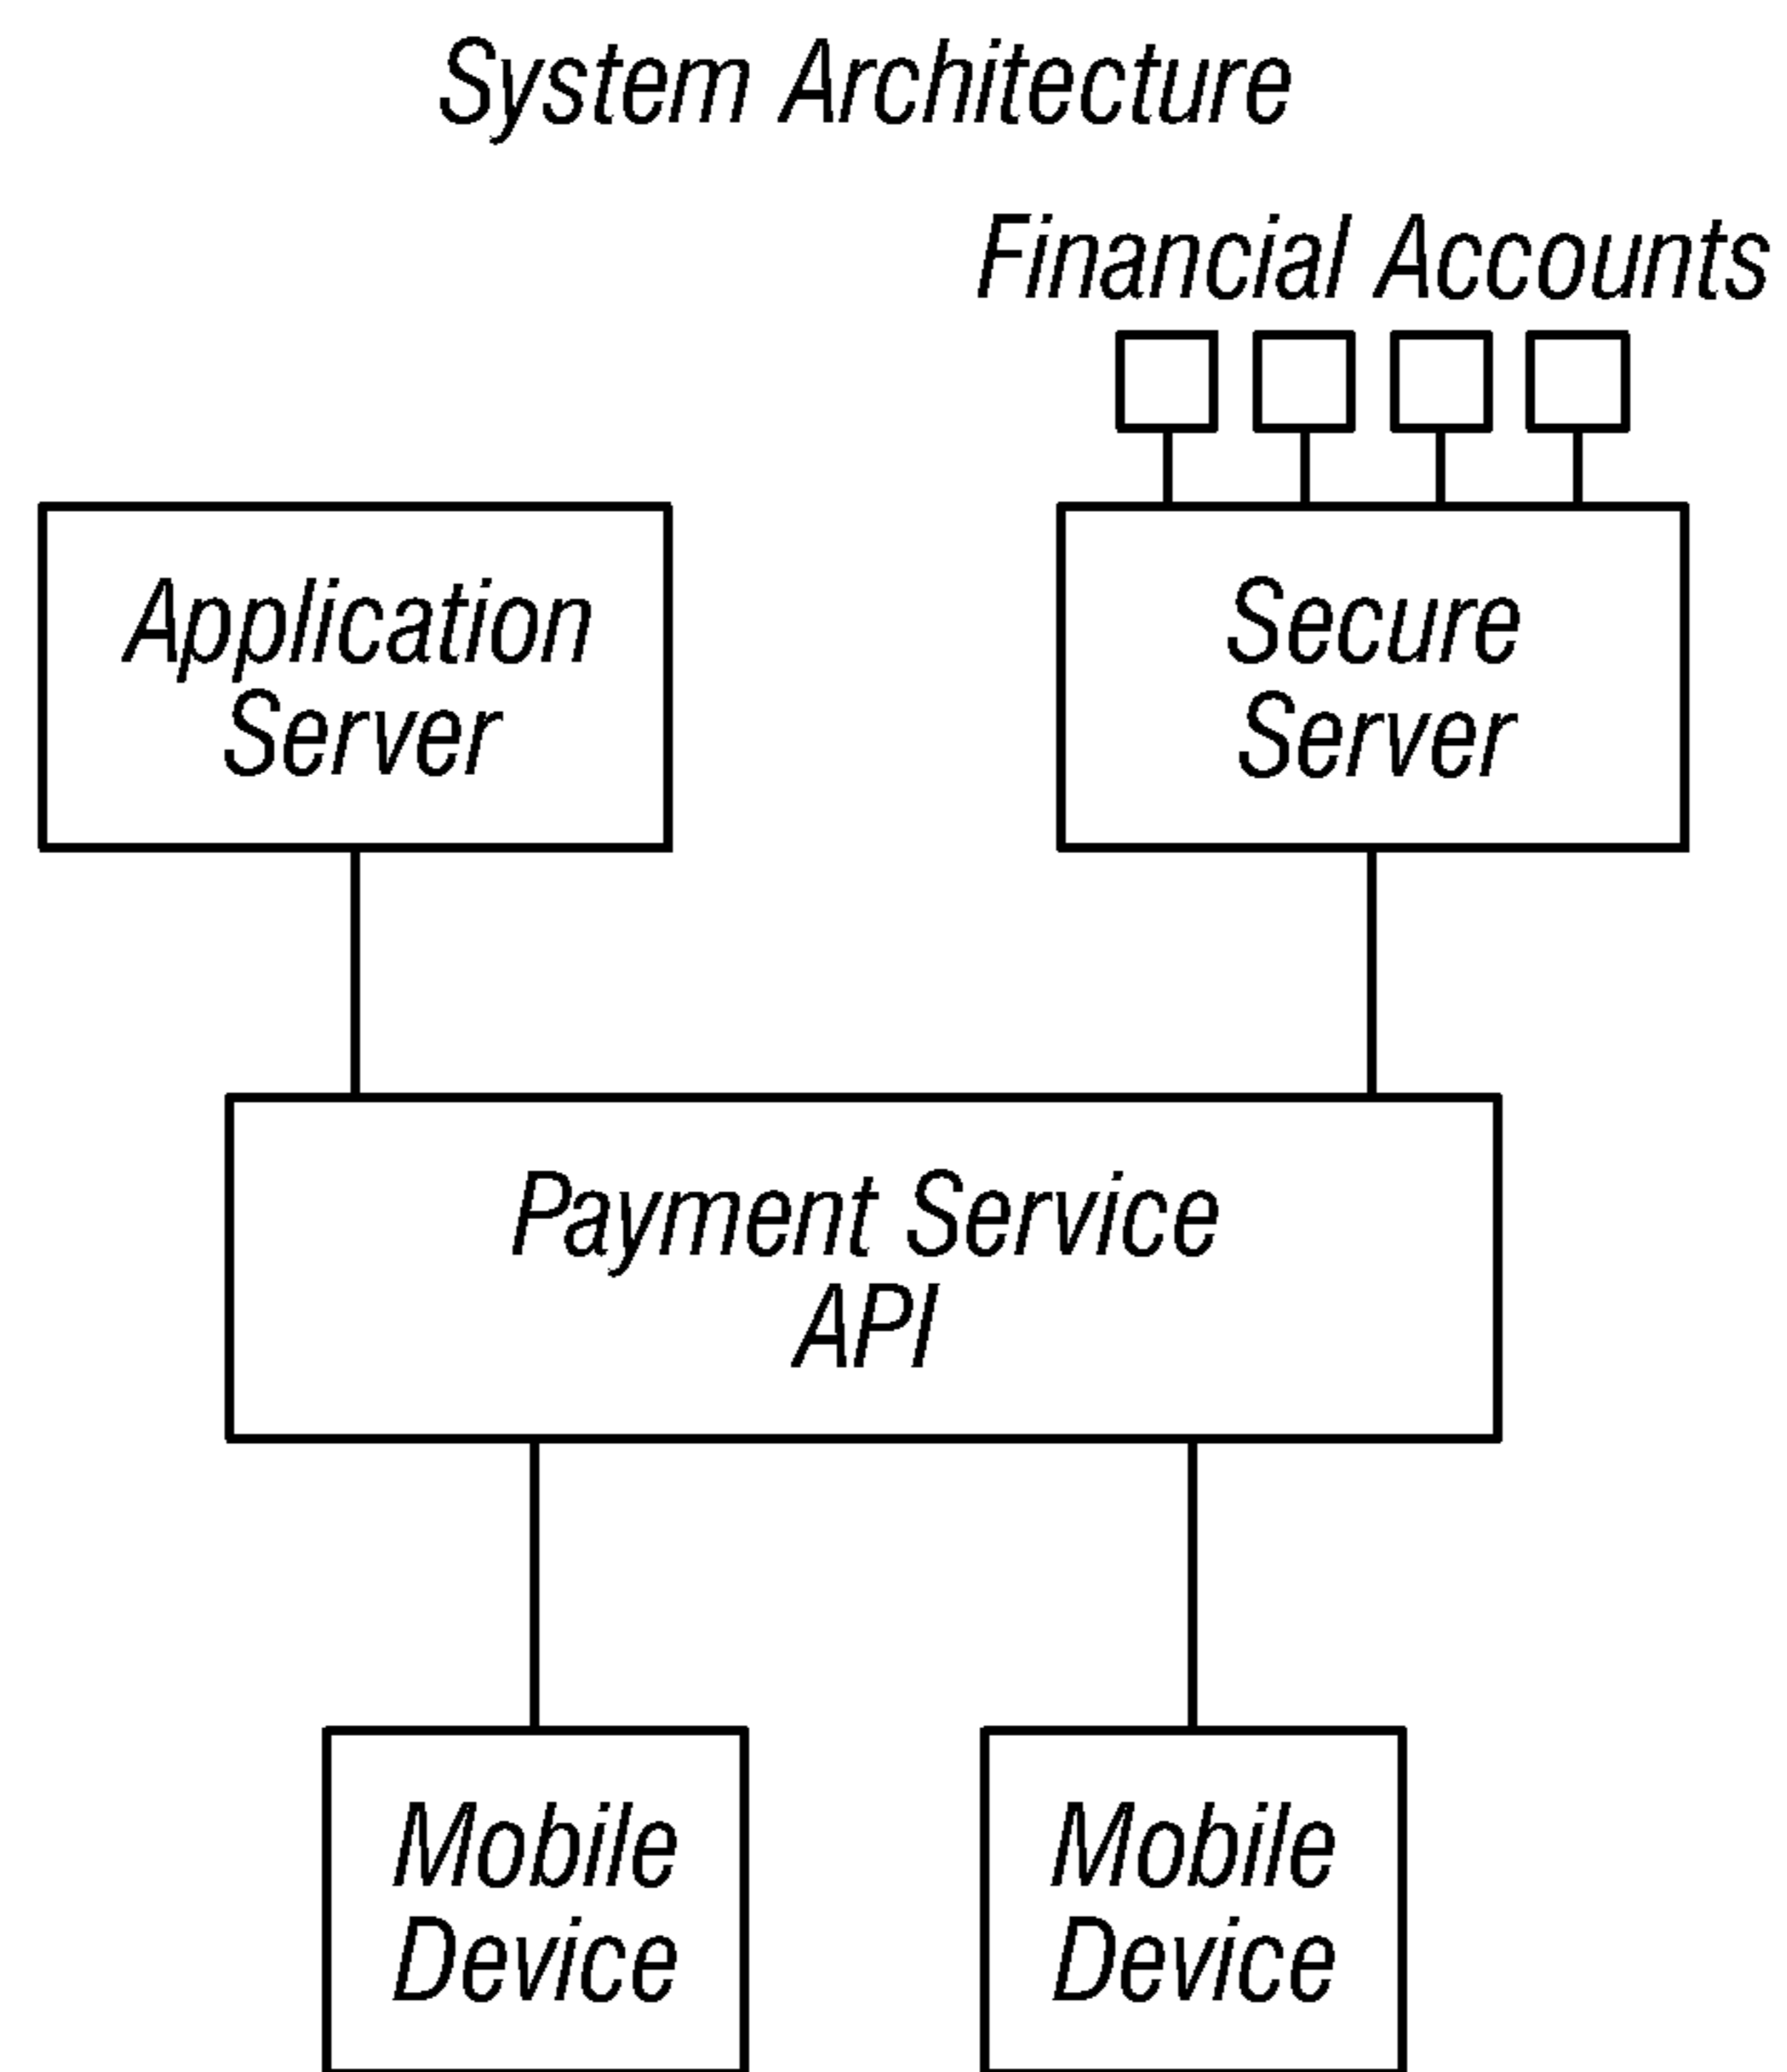 System Architecture
Financial Accounts
Application
Server
Secure
Server
Payment Service
API
Mobile
Device
Mobile
Device